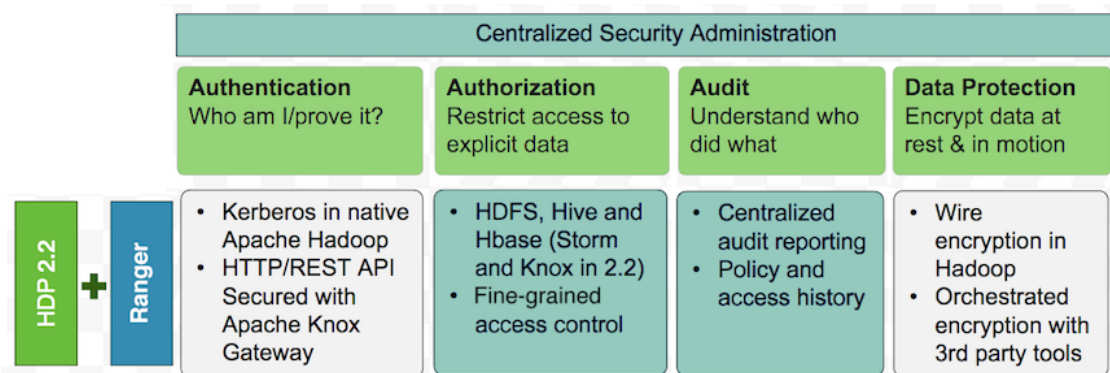 Centralized Security Administration
Authentication
Who am I/prove it?
Authorization
Restrict access to
explicit data
Audit
Understand who
did what
Data Protection
Encrypt data at
rest & in motion
HDP 2.2
+
Ranger
• Kerberos in native
Apache Hadoop
• HTTP/REST API
Secured with
Apache Knox
Gateway
• HDFS, Hive and
Hbase (Storm
and Knox in 2.2)
• Fine-grained
access control
• Centralized
audit reporting
• Policy and
access history
• Wire
encryption in
Hadoop
• Orchestrated
encryption with
3rd party tools